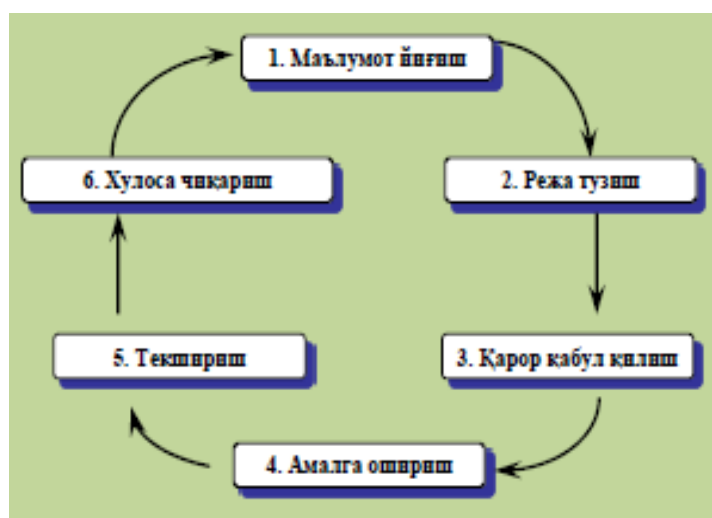 1. Маълумот йиғиш
2. Режа тузиш
3. Қарор қабул қилиш
4. Амалга ошириш
5. Текшириш
6. Хулоса чиқариш